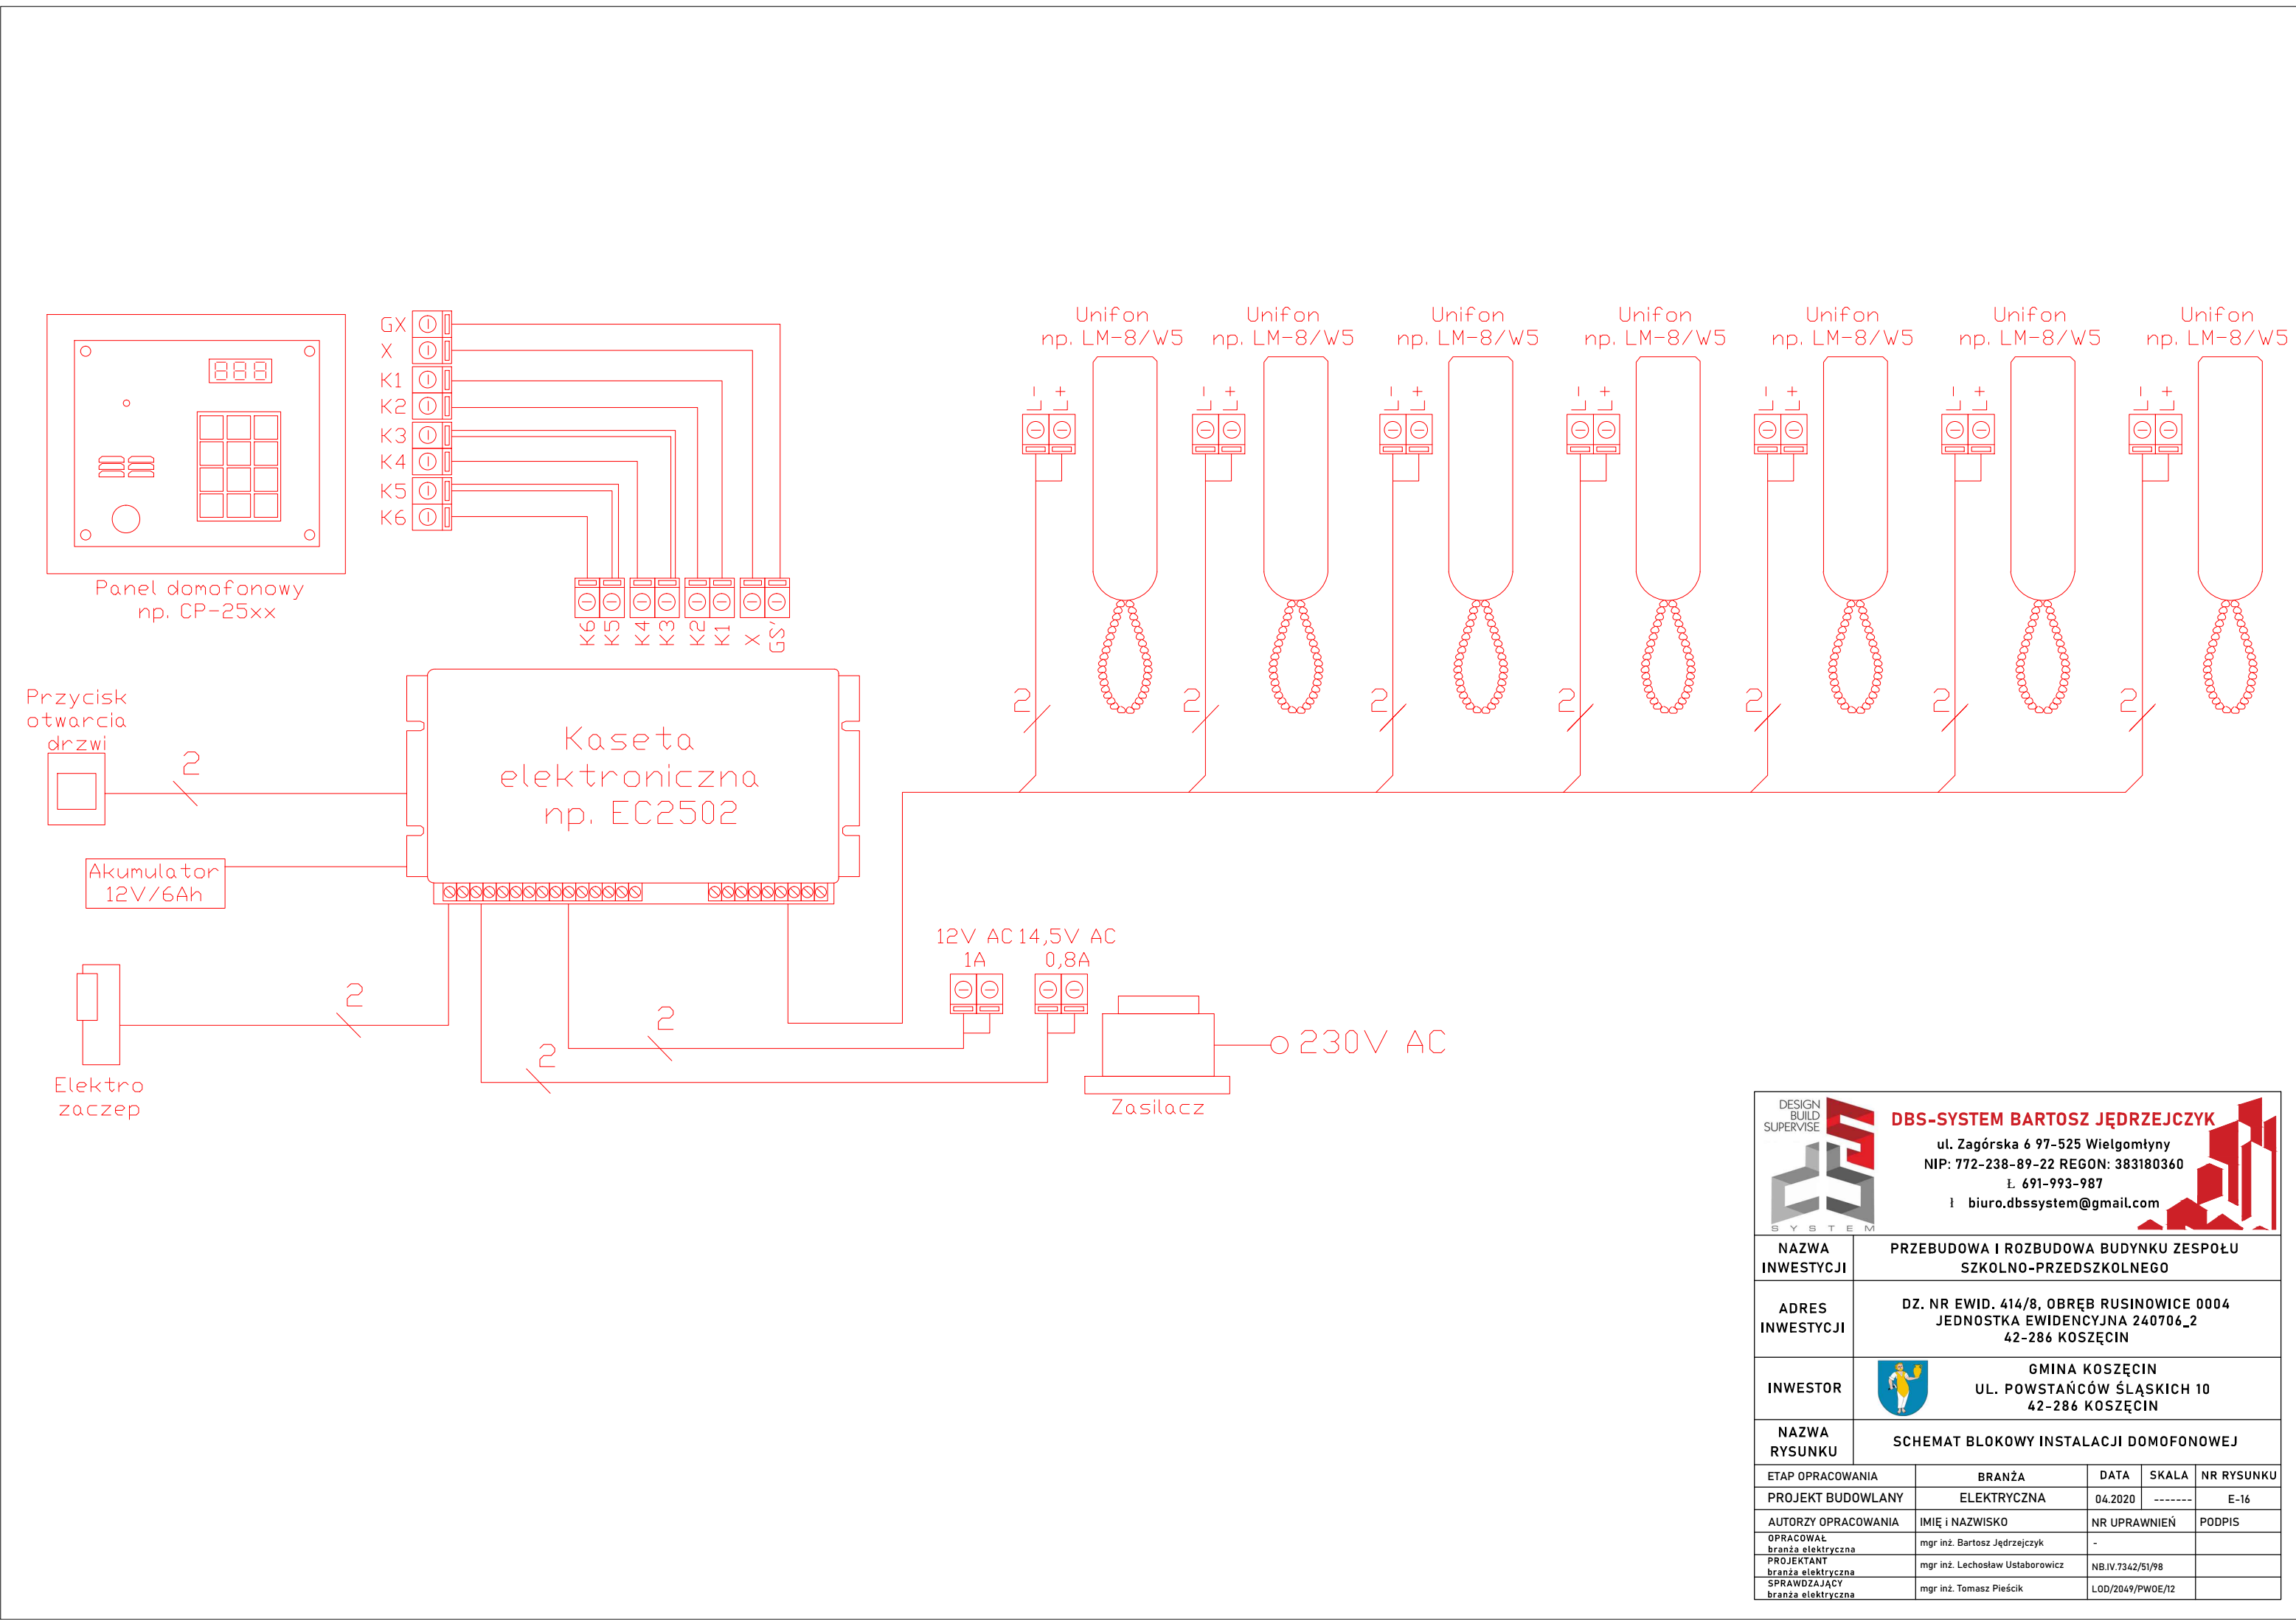 Unifon
np. LM-8/W5
Unifon
np. LM-8/W5
Unifon
np. LM-8/W5
Unifon
np. LM-8/W5
Unifon
np. LM-8/W5
Unifon
np. LM-8/W5
Unifon
np. LM-8/W5
L- L+
L- L+
L- L+
L- L+
L- L+
L- L+
L- L+
GX
X
K1
K2
K3
K4
K5
K6
888
Panel domofonowy
np. CP-25xx
K6 K5 K4 K3 K2 K1 X GS'
2 2 2 2 2 2 2
Przycisk
otwarcia
drzwi
2
Kaseta
elektroniczna
np. EC2502
Akumulator
12V/6Ah
12V AC
1A
14,5V AC
0,8A
2
2
2
230V AC
Elektro
zaczep
Zasilacz
DESIGN
BUILD
SUPERVISE
SYSTEM
DBS-SYSTEM BARTOSZ JĘDRZEJCZYK
ul. Zagórska 6 97-525 Wielgomłyny
NIP: 772-238-89-22 REGON: 383180360
Ł 691-993-987
ł biuro.dbssystem@gmail.com
NAZWA
INWESTYCJI
PRZEBUDOWA I ROZBUDOWA BUDYNKU ZESPOŁU
SZKOLNO-PRZEDSZKOLNEGO
ADRES
INWESTYCJI
DZ. NR EWID. 414/8, OBRĘB RUSINOWICE 0004
JEDNOSTKA EWIDENCYJNA 240706_2
42-286 KOSZĘCIN
INWESTOR
GMINA KOSZĘCIN
UL. POWSTAŃCÓW ŚLĄSKICH 10
42-286 KOSZĘCIN
NAZWA
RYSUNKU
SCHEMAT BLOKOWY INSTALACJI DOMOFONOWEJ
ETAP OPRACOWANIA BRANŻA DATA SKALA NR RYSUNKU
PROJEKT BUDOWLANY ELEKTRYCZNA 04.2020 ------- E-16
AUTORZY OPRACOWANIA IMIĘ i NAZWISKO NR UPRAWNIEŃ PODPIS
OPRACOWAŁ
branża elektryczna
mgr inż. Bartosz Jędrzejczyk -
PROJEKTANT
branża elektryczna
mgr inż. Lechosław Ustaborowicz NB.IV.7342/51/98
SPRAWDZAJĄCY
branża elektryczna
mgr inż. Tomasz Pieścik LOD/2049/PWOE/12